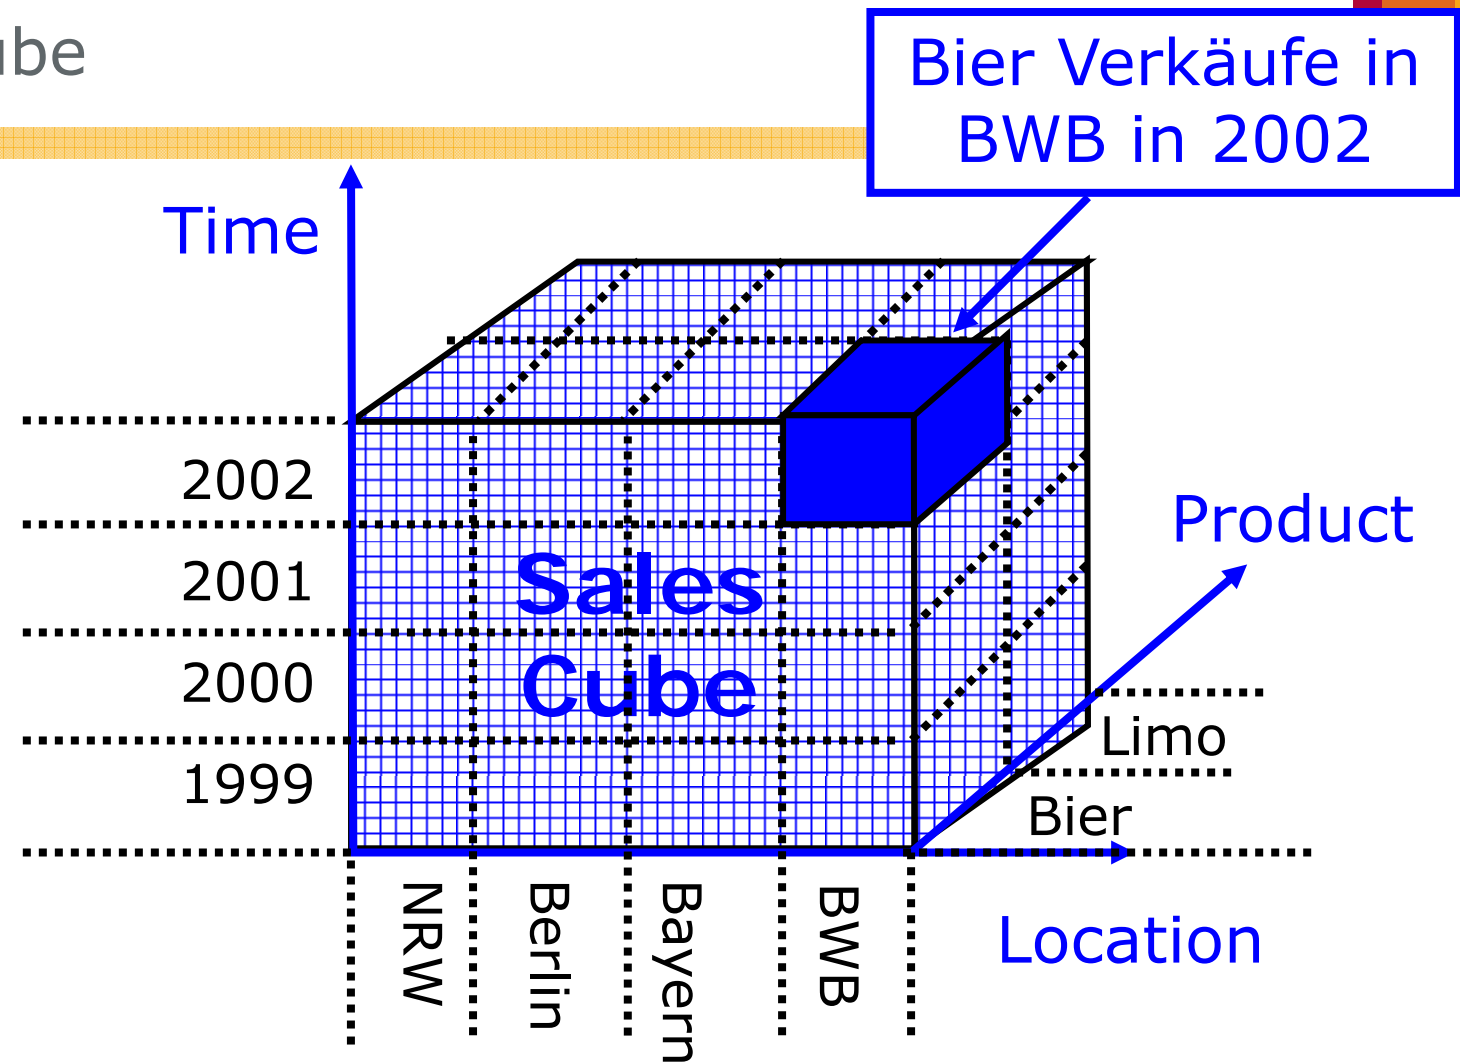 ube
Bier Verkäufe in
BWB in 2002
Time
2002
2001
2000
1999
Sales
Cube
Product
Limo
Bier
Location
NRW
Berlin
Bayern
BWB